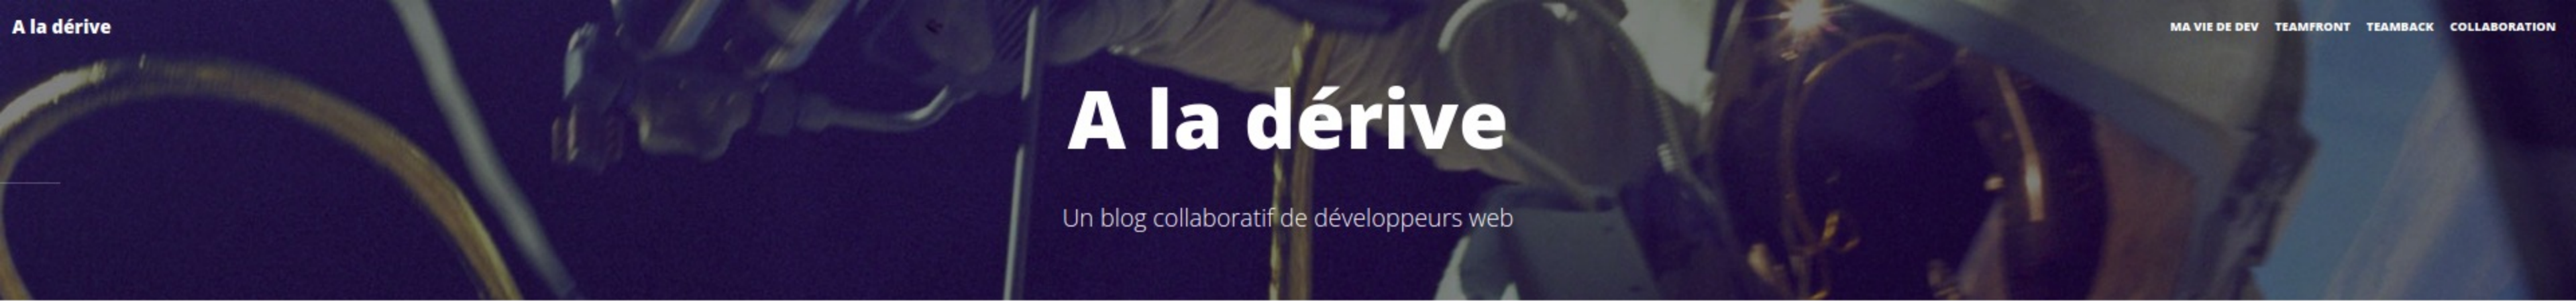 A la dérive
MA VIE DE DEV TEAMFRONT TEAMBACK COLLABORATION
A la dérive
Un blog collaboratif de développeurs web